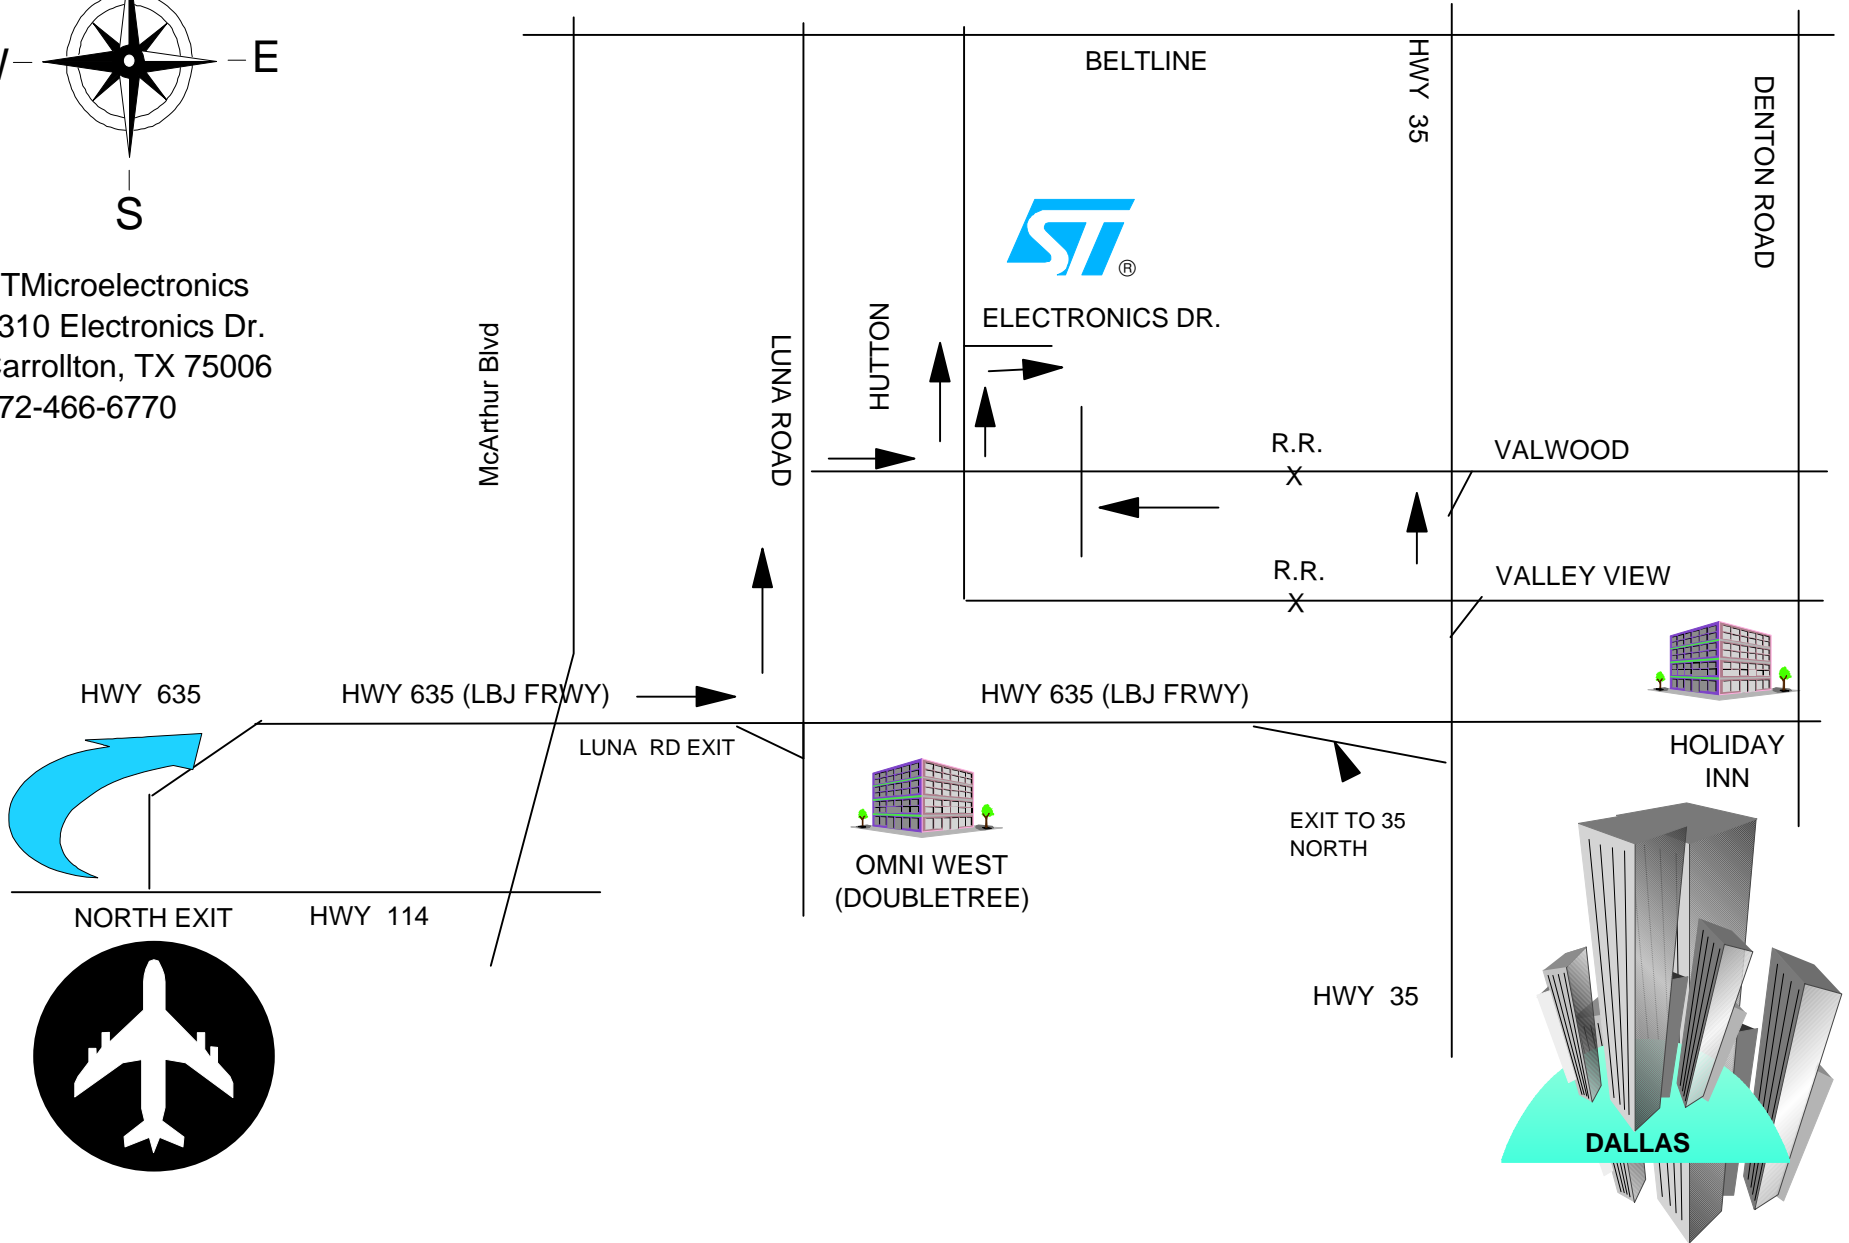 E
S
TMicroelectronics
310 Electronics Dr.
arrollton, TX 75006
72-466-6770
BELTLINE
HWY 35
DENTON ROAD
ST
®
ELECTRONICS DR.
HUTTON
LUNA ROAD
McArthur Blvd
R.R.
X
VALWOOD
R.R.
X
VALLEY VIEW
HWY 635
HWY 635 (LBJ FRWY)
HWY 635 (LBJ FRWY)
LUNA RD EXIT
HOLIDAY
INN
EXIT TO 35
NORTH
OMNI WEST
(DOUBLETREE)
NORTH EXIT
HWY 114
HWY 35
DALLAS